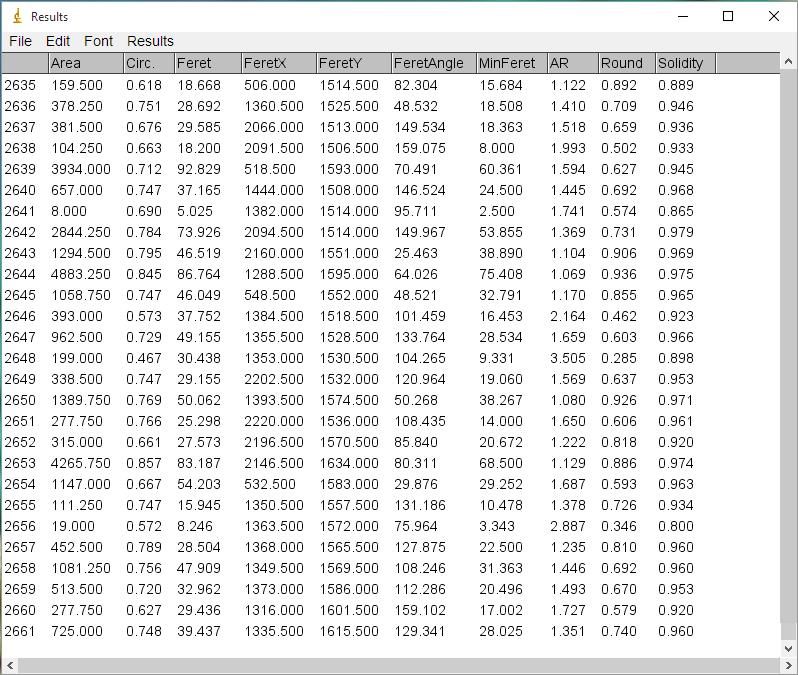 Results
File Edit Font Results
Area Circ. Feret FeretX FeretY FeretAngle MinFeret AR Round Solidity
2635 159.500 0.618 18.668 506.000 1514.500 82.304 15.684 1.122 0.892 0.889
2636 378.250 0.751 28.692 1360.500 1525.500 48.532 18.508 1.410 0.709 0.946
2637 381.500 0.676 29.585 2066.000 1513.000 149.534 18.363 1.518 0.659 0.936
2638 104.250 0.663 18.200 2091.500 1506.500 159.075 8.000 1.993 0.502 0.933
2639 3934.000 0.712 92.829 518.500 1593.000 70.491 60.361 1.594 0.627 0.945
2640 657.000 0.747 37.165 1444.000 1508.000 146.524 24.500 1.445 0.692 0.968
2641 8.000 0.690 5.025 1382.000 1514.000 95.711 2.500 1.741 0.574 0.865
2642 2844.250 0.784 73.926 2094.500 1514.000 149.967 53.855 1.369 0.731 0.979
2643 1294.500 0.795 46.519 2160.000 1551.000 25.463 38.890 1.104 0.906 0.969
2644 4883.250 0.845 86.764 1288.500 1595.000 64.026 75.408 1.069 0.936 0.975
2645 1058.750 0.747 46.049 548.500 1552.000 48.521 32.791 1.170 0.855 0.965
2646 393.000 0.573 37.752 1384.500 1518.500 101.459 16.453 2.164 0.462 0.923
2647 962.500 0.729 49.155 1355.500 1528.500 133.764 28.534 1.659 0.603 0.966
2648 199.000 0.467 30.438 1353.000 1530.500 104.265 9.331 3.505 0.285 0.898
2649 338.500 0.747 29.155 2202.500 1532.000 120.964 19.060 1.569 0.637 0.953
2650 1389.750 0.769 50.062 1393.500 1574.500 50.268 38.267 1.080 0.926 0.971
2651 277.750 0.766 25.298 2220.000 1536.000 108.435 14.000 1.650 0.606 0.961
2652 315.000 0.661 27.573 2196.500 1570.500 85.840 20.672 1.222 0.818 0.920
2653 4265.750 0.857 83.187 2146.500 1634.000 80.311 68.500 1.129 0.886 0.974
2654 1147.000 0.667 54.203 532.500 1583.000 29.876 29.252 1.687 0.593 0.963
2655 111.250 0.747 15.945 1350.500 1557.500 131.186 10.478 1.378 0.726 0.934
2656 19.000 0.572 8.246 1363.500 1572.000 75.964 3.343 2.887 0.346 0.800
2657 452.500 0.789 28.504 1368.000 1565.500 127.875 22.500 1.235 0.810 0.960
2658 1081.250 0.756 47.909 1349.500 1569.500 108.246 31.363 1.446 0.692 0.960
2659 513.500 0.720 32.962 1373.000 1586.000 112.286 20.496 1.493 0.670 0.953
2660 277.750 0.627 29.436 1316.000 1601.500 159.102 17.002 1.727 0.579 0.920
2661 725.000 0.748 39.437 1335.500 1615.500 129.341 28.025 1.351 0.740 0.960